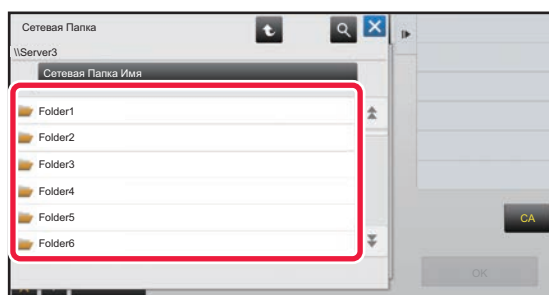 Сетевая Папка
\\Server3
Сетевая Папка Имя
Folder1
Folder2
Folder3
Folder4
Folder5
Folder6
CA
OK